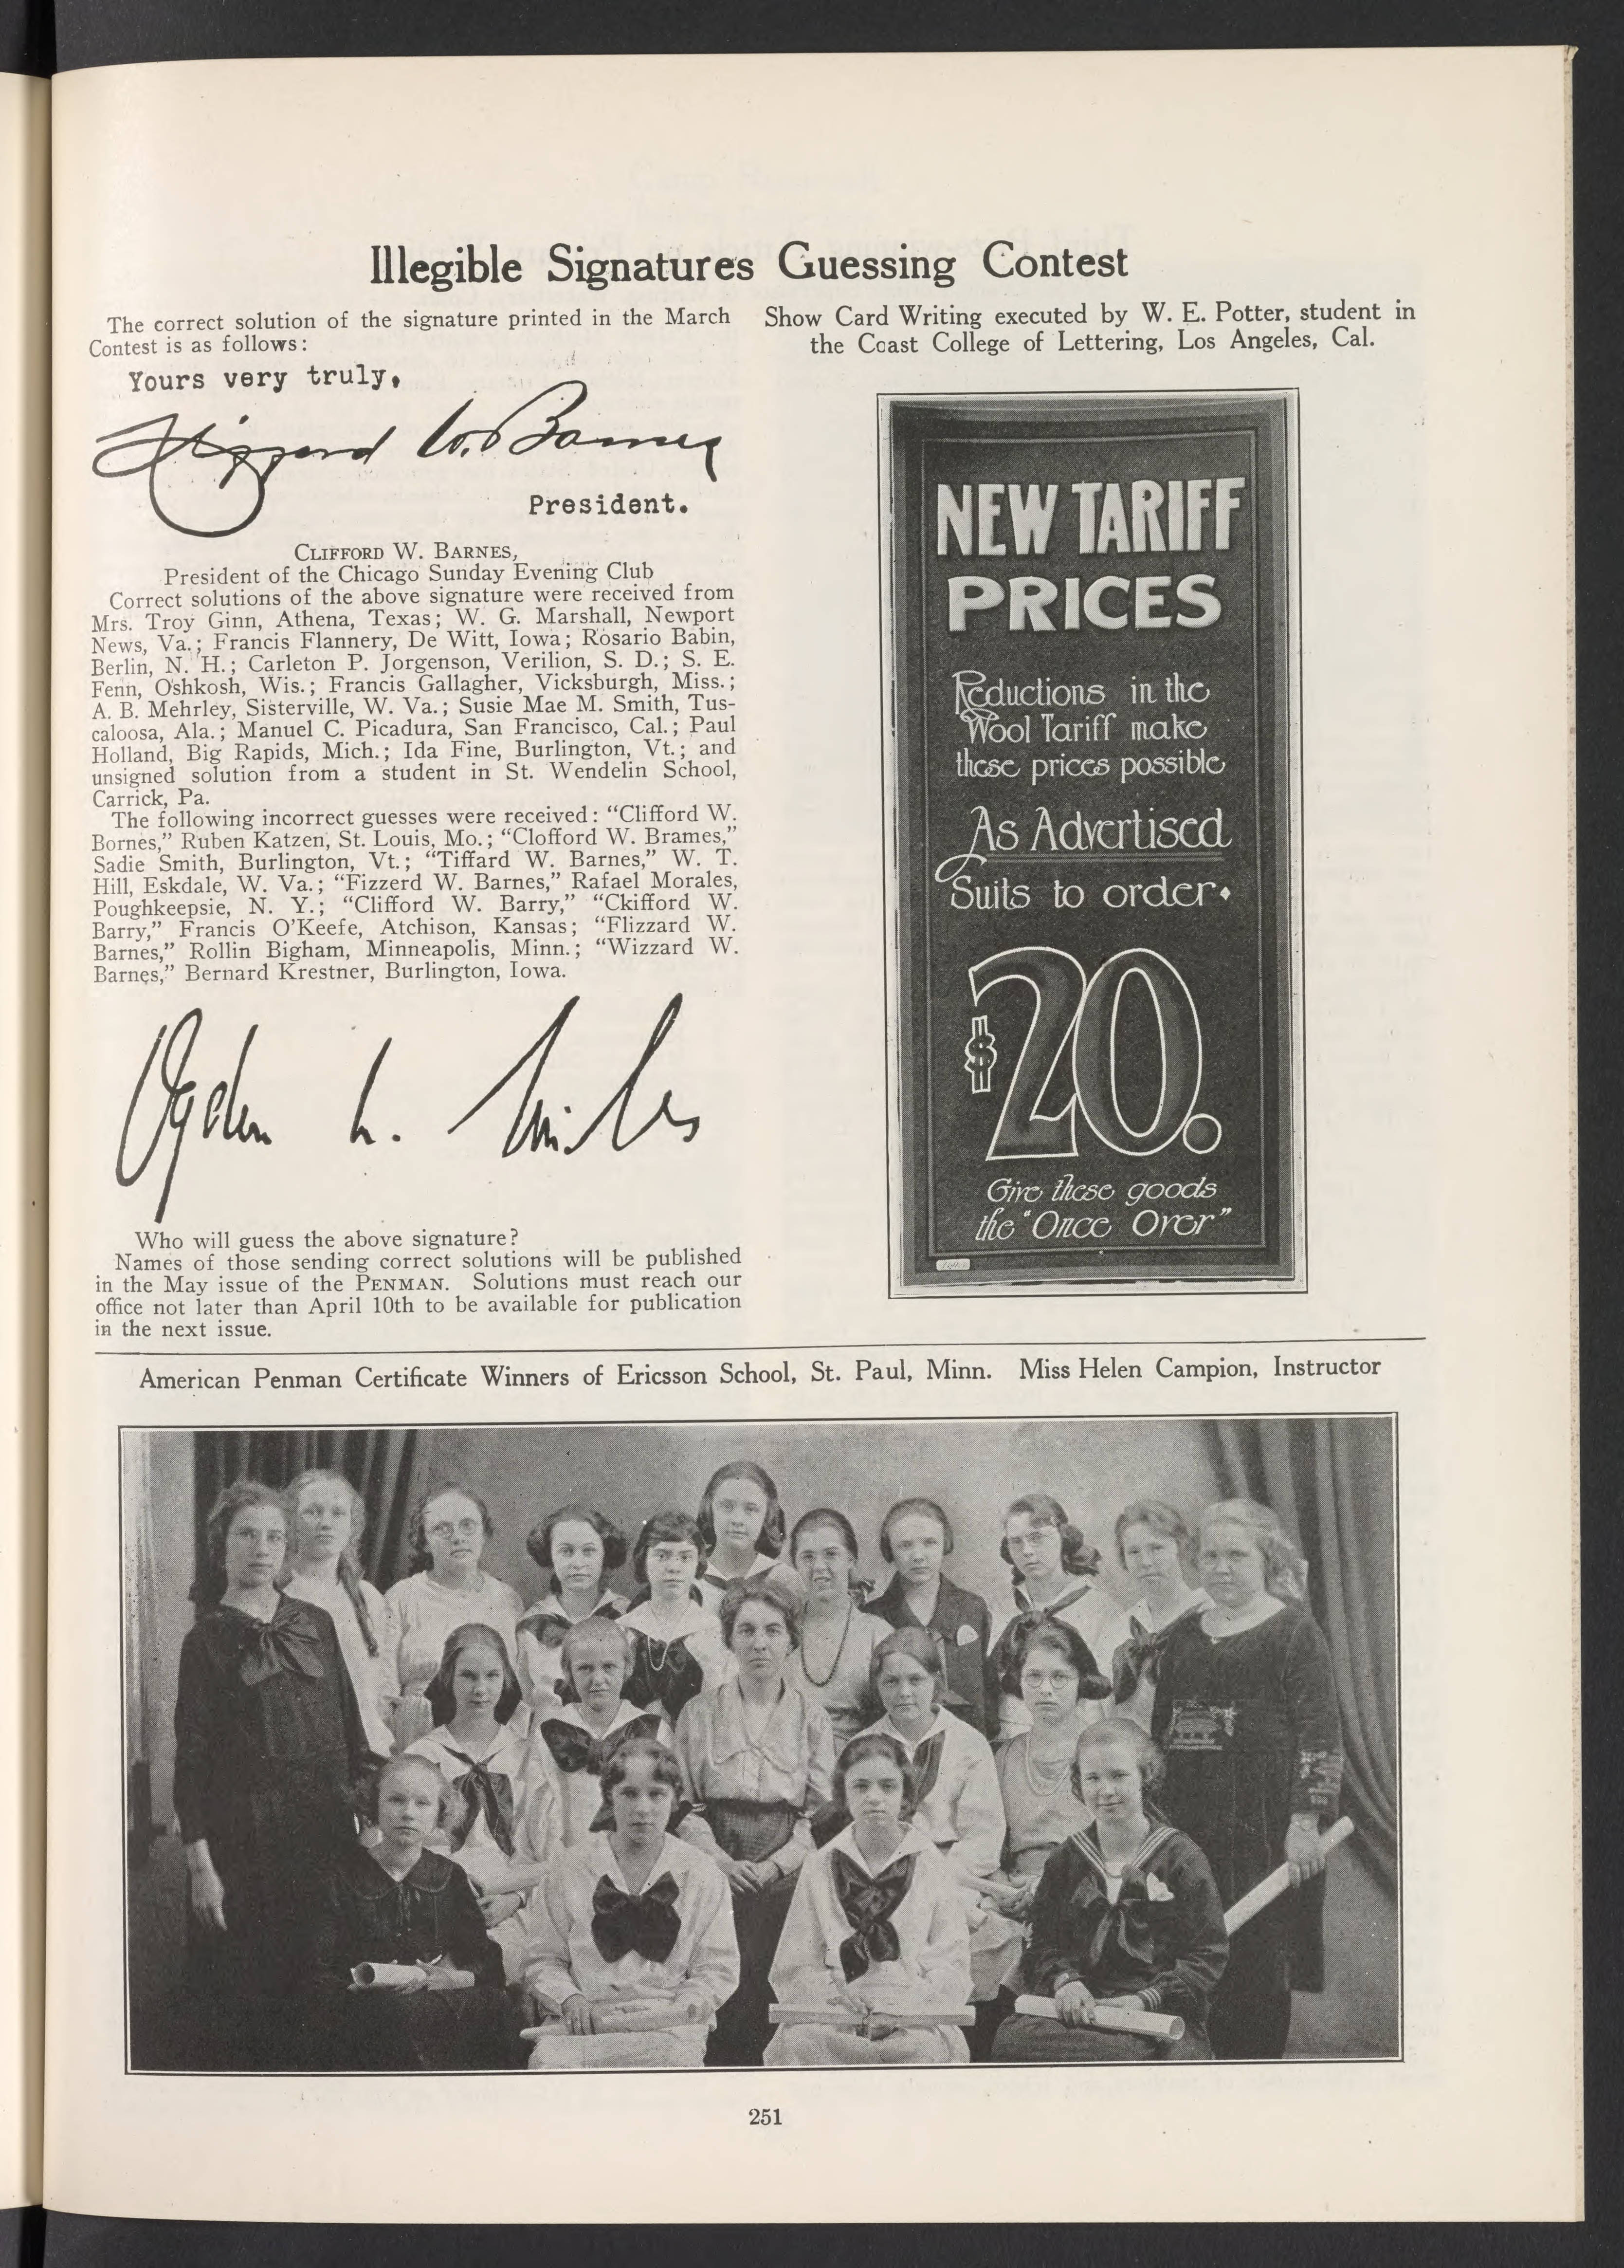 Illegible Signatures Guessing Contest
The correct solution of the signature printed in the March
Contest is as follows:
Yours very truly,
W. Barnes
President.
CLIFFORD W. BARNES,
President of the Chicago Sunday Evening Club
Correct solutions of the above signature were received from
Mrs. Troy Ginn, Athena, Texas; W. G. Marshall, Newport
News, Va.; Francis Flannery, De Witt, Iowa; Rosario Babin,
Berlin, N. H.; Carleton P. Jorgenson, Verilion, S. D.; S. E.
Fenn, Oshkosh, Wis.; Francis Gallagher, Vicksburgh, Miss.;
A. B. Mehrley, Sisterville, W. Va.; Susie Mae M. Smith, Tus-
caloosa, Ala.; Manuel C. Picadura, San Francisco, Cal.; Paul
Holland, Big Rapids, Mich.; Ida Fine, Burlington, Vt.; and
unsigned solution from a student in St. Wendelin School,
Carrick, Pa.
The following incorrect guesses were received: "Clifford W.
Bornes," Ruben Katzen, St. Louis, Mo.; "Clofford W. Brames,"
Sadie Smith, Burlington, Vt.; "Tiffard W. Barnes," W. T.
Hill, Eskdale, W. Va.; "Fizzerd W. Barnes," Rafael Morales,
Poughkeepsie, N. Y.; "Clifford W. Barry," "Ckifford W.
Barry," Francis O'Keefe, Atchison, Kansas; "Flizzard W.
Barnes," Rollin Bigham, Minneapolis, Minn.; "Wizzard W.
Barnes," Bernard Krestner, Burlington, Iowa.
Ogden L.
Who will guess the above signature?
Names of those sending correct solutions will be published
in the May issue of the PENMAN. Solutions must reach our
office not later than April 10th to be available for publication
in the next issue.
Show Card Writing executed by W. E. Potter, student in
the Coast College of Lettering, Los Angeles, Cal.
NEW TARIFF
PRICES
Reductions in the
Wool Tariff make
these prices possible
As Advertised
Suits to order.
$20.
Give these goods
the "Once Over"
American Penman Certificate Winners of Ericsson School, St. Paul, Minn. Miss Helen Campion, Instructor
251